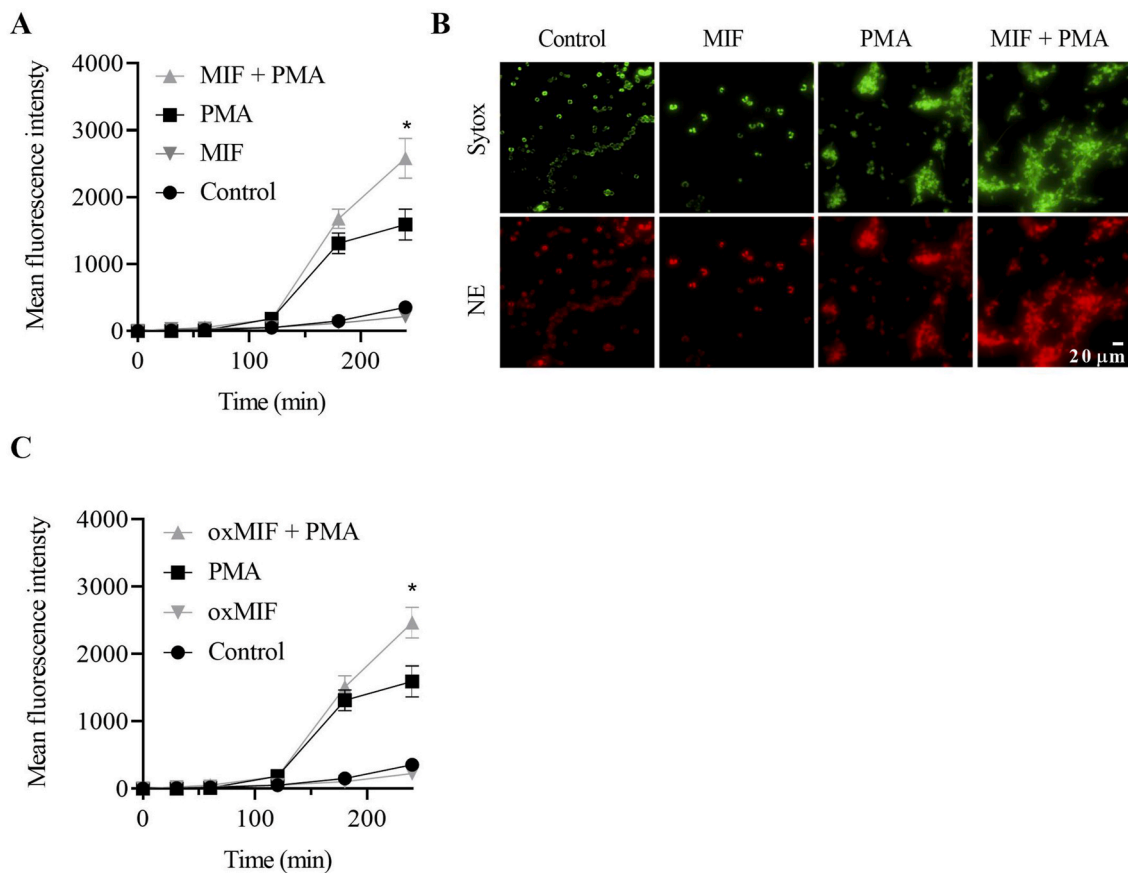 A
Mean fluorescence intensty
4000
3000
2000
1000
0
0
100
200
Time (min)
MIF + PMA
PMA
MIF
Control
*
B
Control
MIF
PMA
MIF + PMA
Sytox
NE
20 μm
C
Mean fluorescence intensty
4000
3000
2000
1000
0
0
100
200
Time (min)
oxMIF + PMA
PMA
oxMIF
Control
*